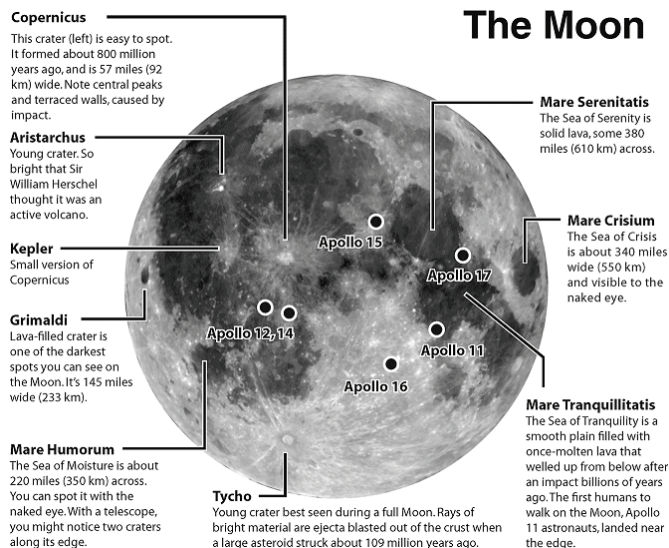 The Moon
Copernicus
This crater (left) is easy to spot.
It formed about 800 million
years ago, and is 57 miles (92
km) wide. Note central peaks
and terraced walls, caused by
impact.
Aristarchus
Young crater. So
bright that Sir
William Herschel
thought it was an
active volcano.
Kepler
Small version of
Copernicus
Grimaldi
Lava-filled crater is
one of the darkest
spots you can see on
the Moon. It's 145 miles
wide (233 km).
Mare Humorum
The Sea of Moisture is about
220 miles (350 km) across.
You can spot it with the
naked eye. With a telescope,
you might notice two craters
along its edge.
Apollo 15
Apollo 17
Apollo 12, 14
Apollo 11
Apollo 16
Tycho
Young crater best seen during a full Moon. Rays of
bright material are ejecta blasted out of the crust when
a large asteroid struck about 109 million years ago.
Mare Serenitatis
The Sea of Serenity is
solid lava, some 380
miles (610 km) across.
Mare Crisium
The Sea of Crisis
is about 340 miles
wide (550 km)
and visible to the
naked eye.
Mare Tranquillitatis
The Sea of Tranquility is a
smooth plain filled with
once-molten lava that
welled up from below after
an impact billions of years
ago. The first humans to
walk on the Moon, Apollo
11 astronauts, landed near
the edge.